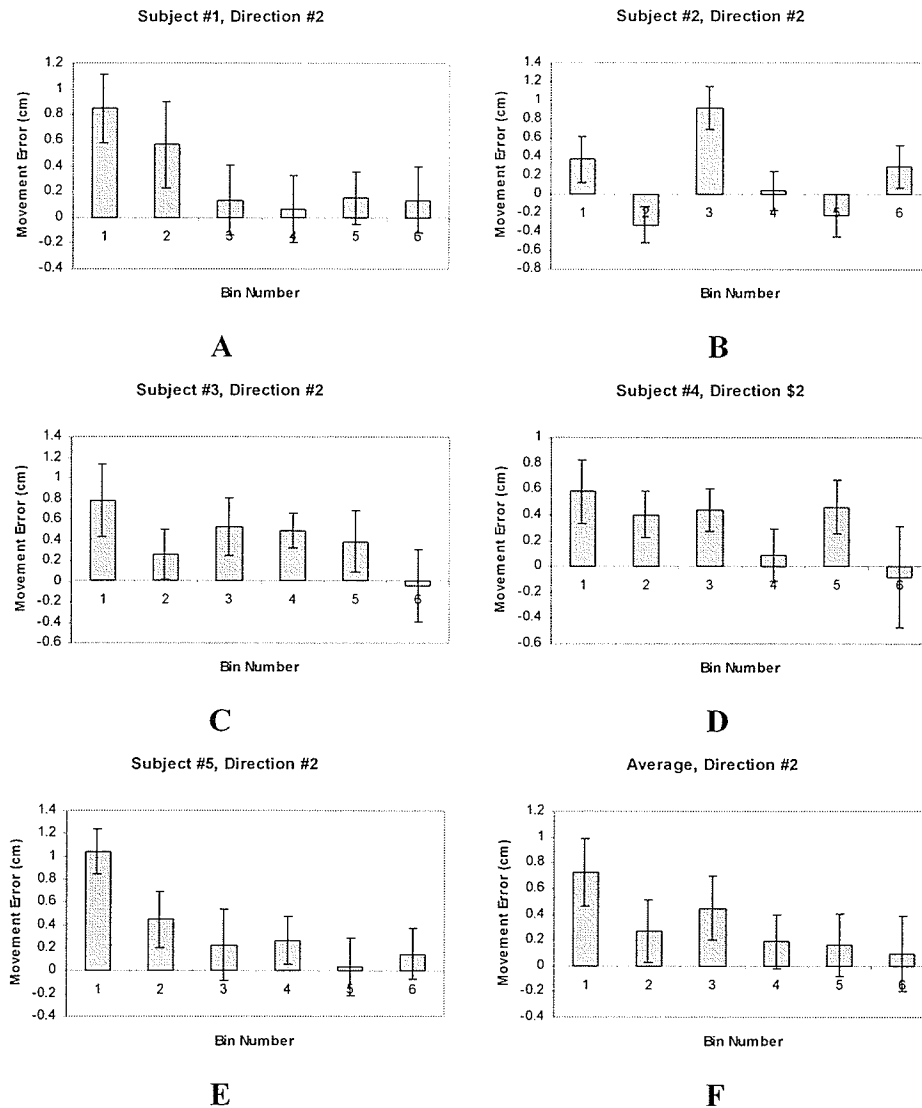 Subject #1, Direction #2
1.2
1
0.8
0.6
0.4
0.2
0
-0.2
-0.4
Movement Error (cm)
1 2 3 4 5 6
Bin Number
A
Subject #2, Direction #2
1.4
1.2
1
0.8
0.6
0.4
0.2
0
-0.2
-0.4
-0.6
-0.8
Movement Error (cm)
1 2 3 4 5 6
Bin Number
B
Subject #3, Direction #2
1.4
1.2
1
0.8
0.6
0.4
0.2
0
-0.2
-0.4
-0.6
Movement Error (cm)
1 2 3 4 5 6
Bin Number
C
Subject #4, Direction $2
1
0.8
0.6
0.4
0.2
0
-0.2
-0.4
-0.6
Movement Error (cm)
1 2 3 4 5 6
Bin Number
D
Subject #5, Direction #2
1.4
1.2
1
0.8
0.6
0.4
0.2
0
-0.2
-0.4
Movement Error (cm)
1 2 3 4 5 6
Bin Number
E
Average, Direction #2
1.2
1
0.8
0.6
0.4
0.2
0
-0.2
-0.4
Movement Error (cm)
1 2 3 4 5 6
Bin Number
F